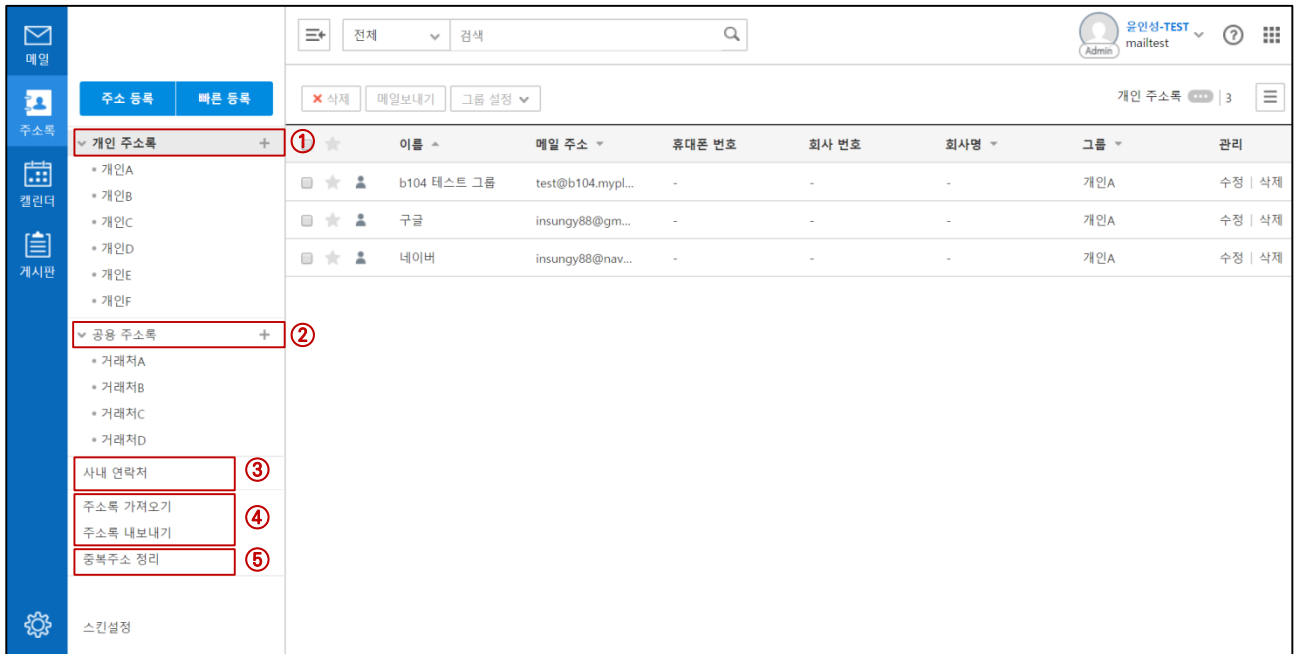 메일
주소록
캘린더
게시판
주소 등록 빠른 등록
개인 주소록 + ①
개인A
개인B
개인C
개인D
개인E
개인F
공용 주소록 + ②
거래처A
거래처B
거래처C
거래처D
사내 연락처 ③
주소록 가져오기
주소록 내보내기 ④
중복주소 정리 ⑤
스킨설정
전체 검색
Admin 윤인성-TEST
mailtest
삭제 메일보내기 그룹 설정 개인 주소록 | 3
이름 메일 주소 휴대폰 번호 회사 번호 회사명 그룹 관리
b104 테스트 그룹 test@b104.mypl... - - - 개인A 수정 | 삭제
구글 insungy88@gm... - - - 개인A 수정 | 삭제
네이버 insungy88@nav... - - - 개인A 수정 | 삭제